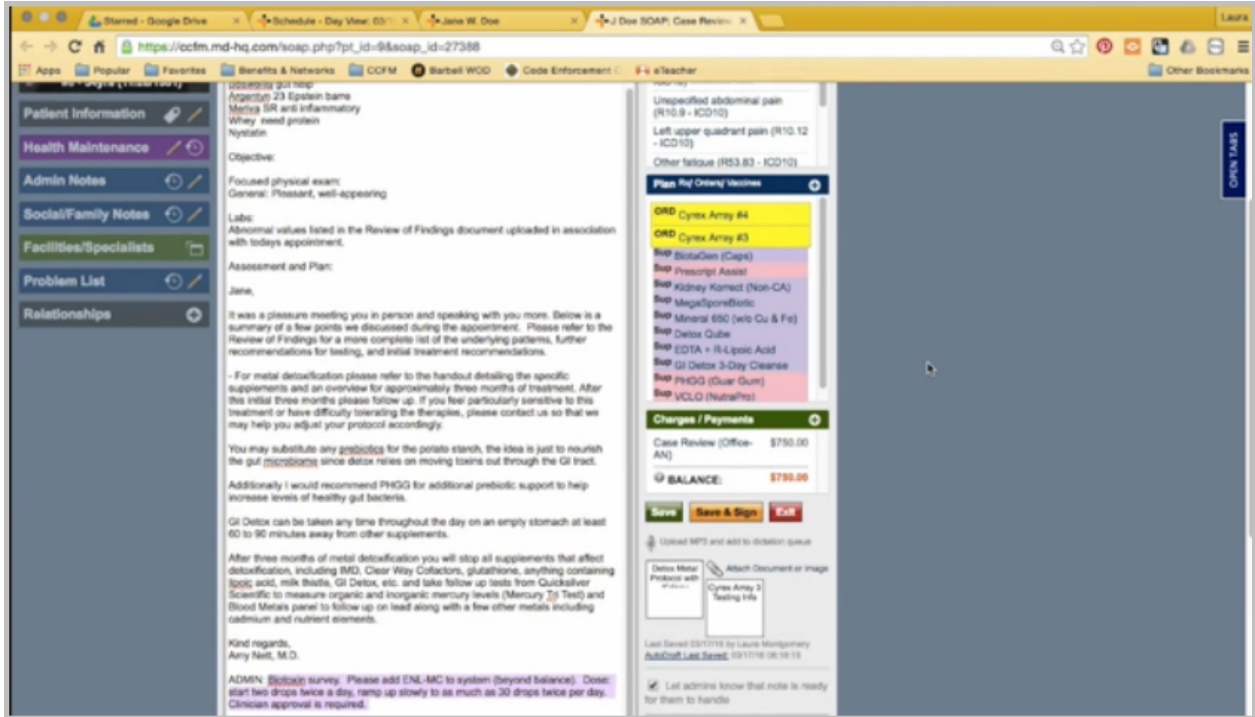 Starred - Google Drive
Schedule - Day View: 03/1
Jane W. Doe
J Doe SOAP: Case Review
Laura
https://ccfm.md-hq.com/soap.php?pt_id=9&soap_id=27388
Apps
Popular
Favorites
Benefits & Networks
CCFM
Barbell WOD
Code Enforcement C
eTeacher
Other Bookmarks
Patient Information
Health Maintenance
Admin Notes
Social/Family Notes
Facilities/Specialists
Problem List
Relationships
gut help
Argentyn 23 Epstein barre
Meriva SR anti inflammatory
Whey need protein
Nystatin
Objective:
Focused physical exam:
General: Pleasant, well-appearing
Labs:
Abnormal values listed in the Review of Findings document uploaded in association
with todays appointment.
Assessment and Plan:
Jane,
It was a pleasure meeting you in person and speaking with you more. Below is a
summary of a few points we discussed during the appointment. Please refer to the
Review of Findings for a more complete list of the underlying patterns, further
recommendations for testing, and initial treatment recommendations.
- For metal detoxification please refer to the handout detailing the specific
supplements and an overview for approximately three months of treatment. After
this initial three months please follow up. If you feel particularly sensitive to this
treatment or have difficulty tolerating the therapies, please contact us so that we
may help you adjust your protocol accordingly.
You may substitute any prebiotics for the potato starch, the idea is just to nourish
the gut microbiome since detox relies on moving toxins out through the GI tract.
Additionally I would recommend PHGG for additional prebiotic support to help
increase levels of healthy gut bacteria.
GI Detox can be taken any time throughout the day on an empty stomach at least
60 to 90 minutes away from other supplements.
After three months of metal detoxification you will stop all supplements that affect
detoxification, including IMD, Clear Way Cofactors, glutathione, anything containing
lipoic acid, milk thistle, GI Detox, etc. and take follow up tests from Quicksilver
Scientific to measure organic and inorganic mercury levels (Mercury Tri Test) and
Blood Metals panel to follow up on lead along with a few other metals including
cadmium and nutrient elements.
Kind regards,
Amy Nett, M.D.
ADMIN: Biotoxin survey. Please add ENL-MC to system (beyond balance). Dose:
start two drops twice a day, ramp up slowly to as much as 30 drops twice per day.
Clinician approval is required.
Unspecified abdominal pain
(R10.9 - ICD10)
Left upper quadrant pain (R10.12
- ICD10)
Other fatigue (R53.83 - ICD10)
Plan Rx/ Orders/ Vaccines
ORD Cyrex Array #4
ORD Cyrex Array #3
Sup BiotaGen (Caps)
Sup Prescript Assist
Sup Kidney Korrect (Non-CA)
Sup MegaSporeBiotic
Sup Mineral 650 (w/o Cu & Fe)
Sup Detox Qube
Sup EDTA + R-Lipoic Acid
Sup GI Detox 3-Day Cleanse
Sup PHGG (Guar Gum)
Sup VCLO (NutraPro)
Charges / Payments
Case Review (Office-
AN) $750.00
BALANCE: $750.00
Save
Save & Sign
Exit
Upload MP3 and add to dictation queue
Detox Metal
Protocol with
Attach Document or Image
Cyrex Array 3
Testing Info
Last Saved 03/17/16 by Laura Montgomery
AutoDraft Last Saved: 03/17/16 08:18:15
Let admins know that note is ready
for them to handle
OPEN TABS